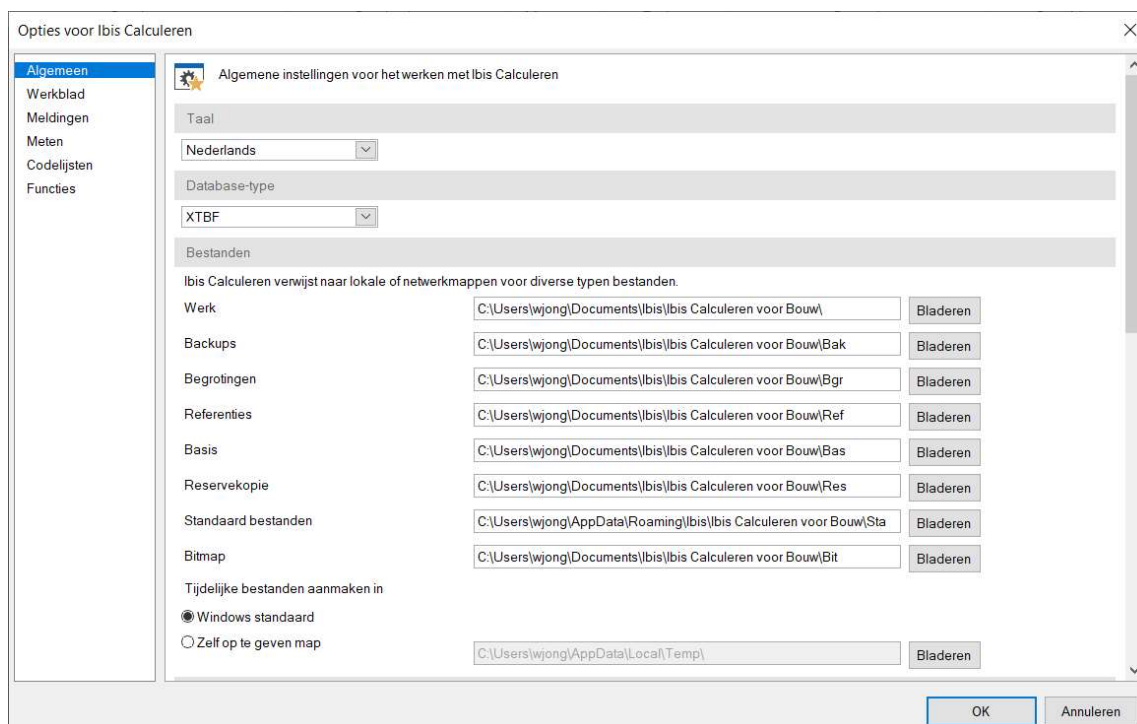 Opties voor Ibis Calculeren
Algemeen
Werkblad
Meldingen
Meten
Codelijsten
Functies
Algemene instellingen voor het werken met Ibis Calculeren
Taal
Nederlands
Database-type
XTBF
Bestanden
Ibis Calculeren verwijst naar lokale of netwerkmappen voor diverse typen bestanden.
Werk C:\Users\wjong\Documents\Ibis\Ibis Calculeren voor Bouw\ Bladeren
Backups C:\Users\wjong\Documents\Ibis\Ibis Calculeren voor Bouw\Bak Bladeren
Begrotingen C:\Users\wjong\Documents\Ibis\Ibis Calculeren voor Bouw\Bgr Bladeren
Referenties C:\Users\wjong\Documents\Ibis\Ibis Calculeren voor Bouw\Ref Bladeren
Basis C:\Users\wjong\Documents\Ibis\Ibis Calculeren voor Bouw\Bas Bladeren
Reservekopie C:\Users\wjong\Documents\Ibis\Ibis Calculeren voor Bouw\Res Bladeren
Standaard bestanden C:\Users\wjong\AppData\Roaming\Ibis\Ibis Calculeren voor Bouw\Sta Bladeren
Bitmap C:\Users\wjong\Documents\Ibis\Ibis Calculeren voor Bouw\Bit Bladeren
Tijdelijke bestanden aanmaken in
Windows standaard
Zelf op te geven map C:\Users\wjong\AppData\Local\Temp\ Bladeren
OK Annuleren